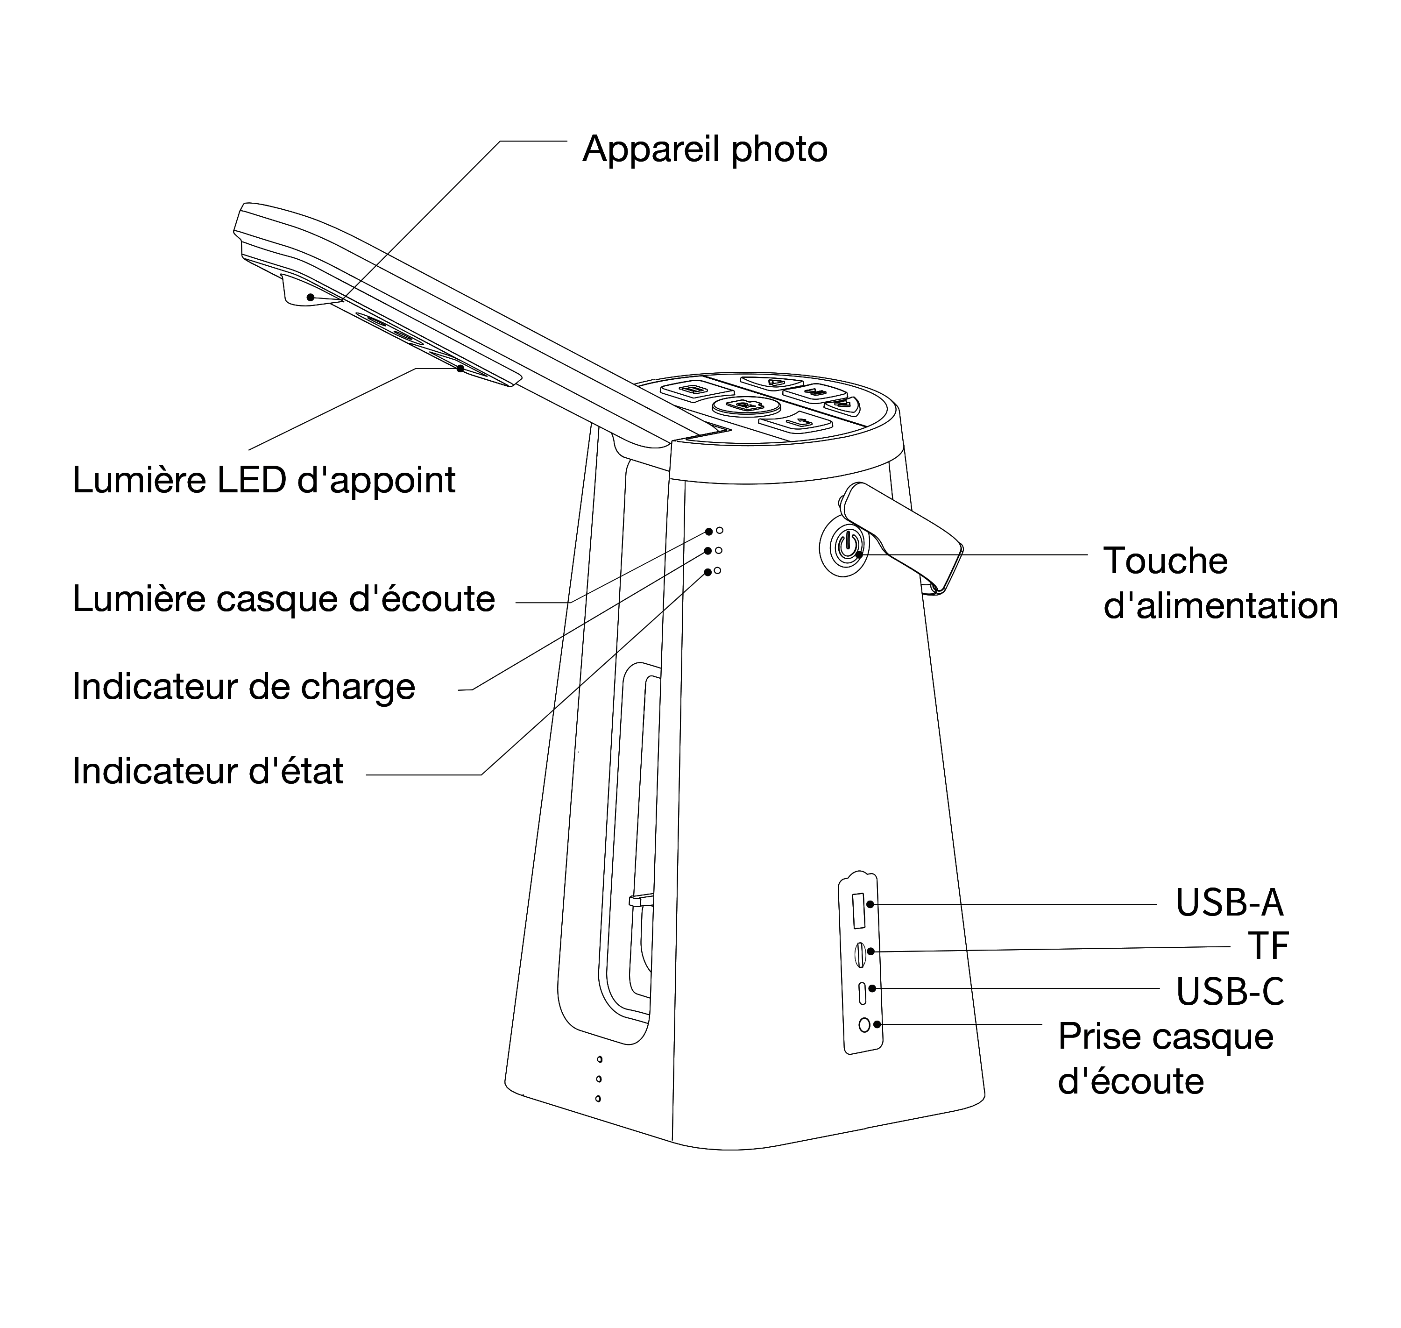 Appareil photo
Lumière LED d'appoint
Lumière casque d'écoute
Indicateur de charge
Indicateur d'état
Touche
d'alimentation
USB-A
TF
USB-C
Prise casque
d'écoute